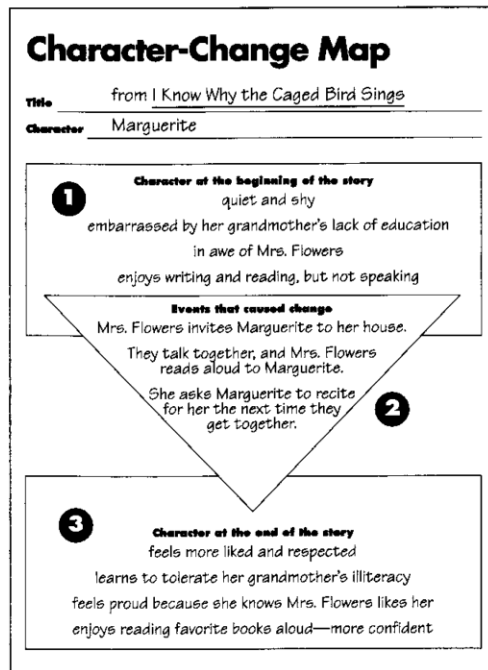 Character-Change Map
Title from I Know Why the Caged Bird Sings
Character Marguerite
1
Character at the beginning of the story
quiet and shy
embarrassed by her grandmother's lack of education
in awe of Mrs. Flowers
enjoys writing and reading, but not speaking
Events that caused change
Mrs. Flowers invites Marguerite to her house.
They talk together, and Mrs. Flowers
reads aloud to Marguerite.
She asks Marguerite to recite
for her the next time they
get together.
2
3
Character at the end of the story
feels more liked and respected
learns to tolerate her grandmother's illiteracy
feels proud because she knows Mrs. Flowers likes her
enjoys reading favorite books aloud—more confident